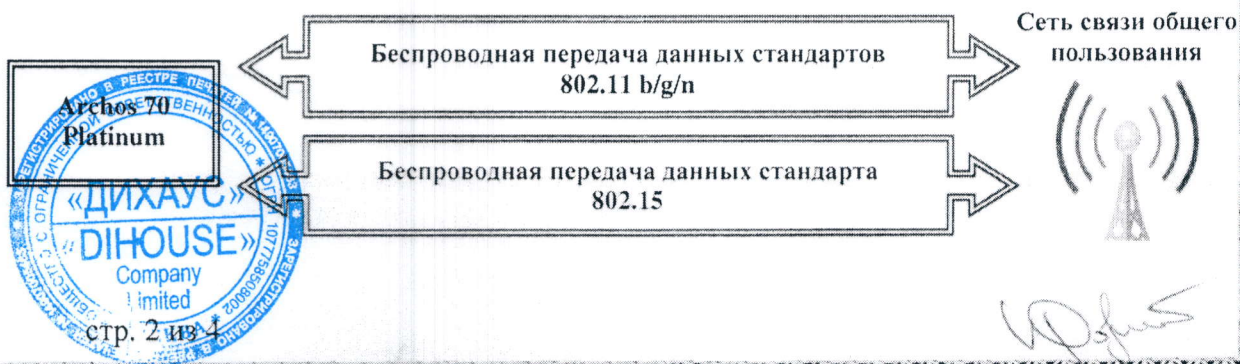 Сеть связи общего
пользования
Беспроводная передача данных стандартов
802.11 b/g/n
Archos 70
Platinum
Беспроводная передача данных стандарта
802.15
«ДИХАУС»
«DIHOUSE»
Company
Limited
стр. 2 из 4